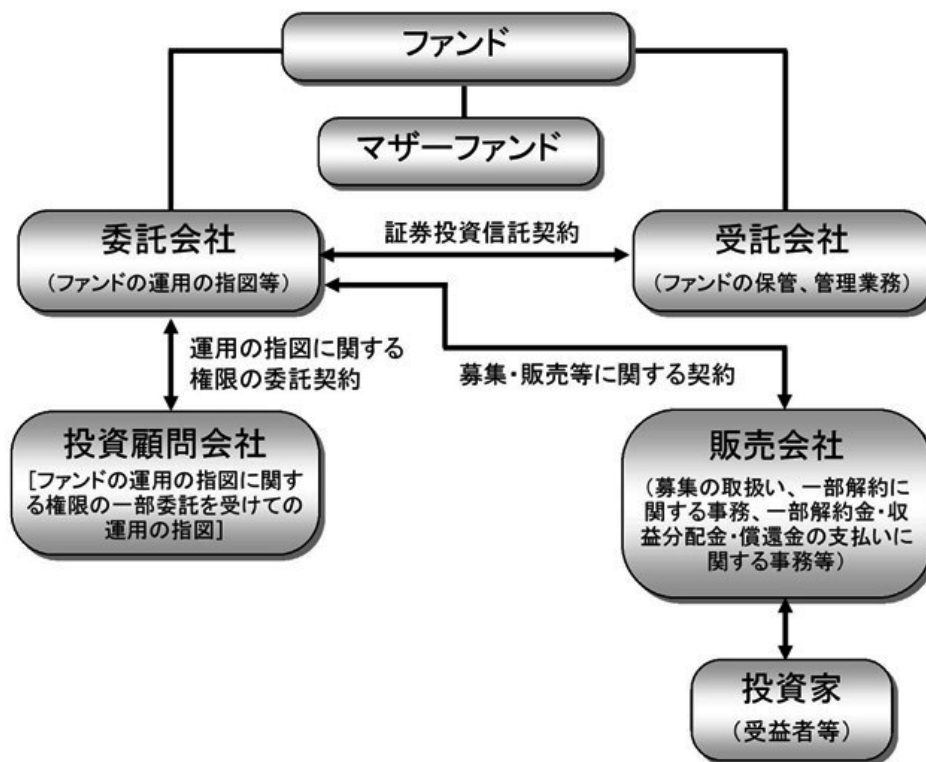 ファンド
マザーファンド
委託会社
（ファンドの運用の指図等）
証券投資信託契約
受託会社
（ファンドの保管、管理業務）
運用の指図に関する
権限の委託契約
募集・販売等に関する契約
投資顧問会社
［ファンドの運用の指図に関す
る権限の一部委託を受けての
運用の指図］
販売会社
（募集の取扱い、一部解約に
関する事務、一部解約金・収
益分配金・償還金の支払いに
関する事務等）
投資家
（受益者等）